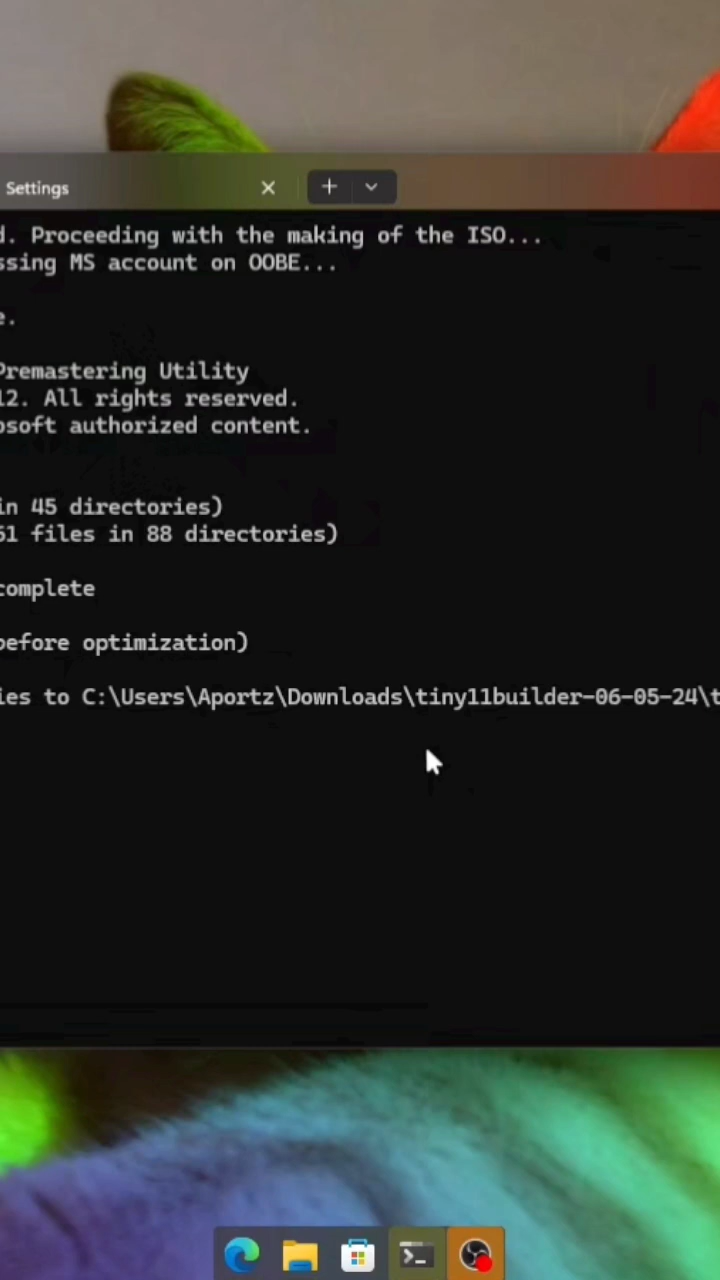 Settings
d. Proceeding with the making of the ISO...
ssing MS account on OOBE...
e.
Premastering Utility
12. All rights reserved.
osoft authorized content.
in 45 directories)
61 files in 88 directories)
complete
before optimization)
ies to C:\Users\Aportz\Downloads\tiny11builder-06-05-24\t